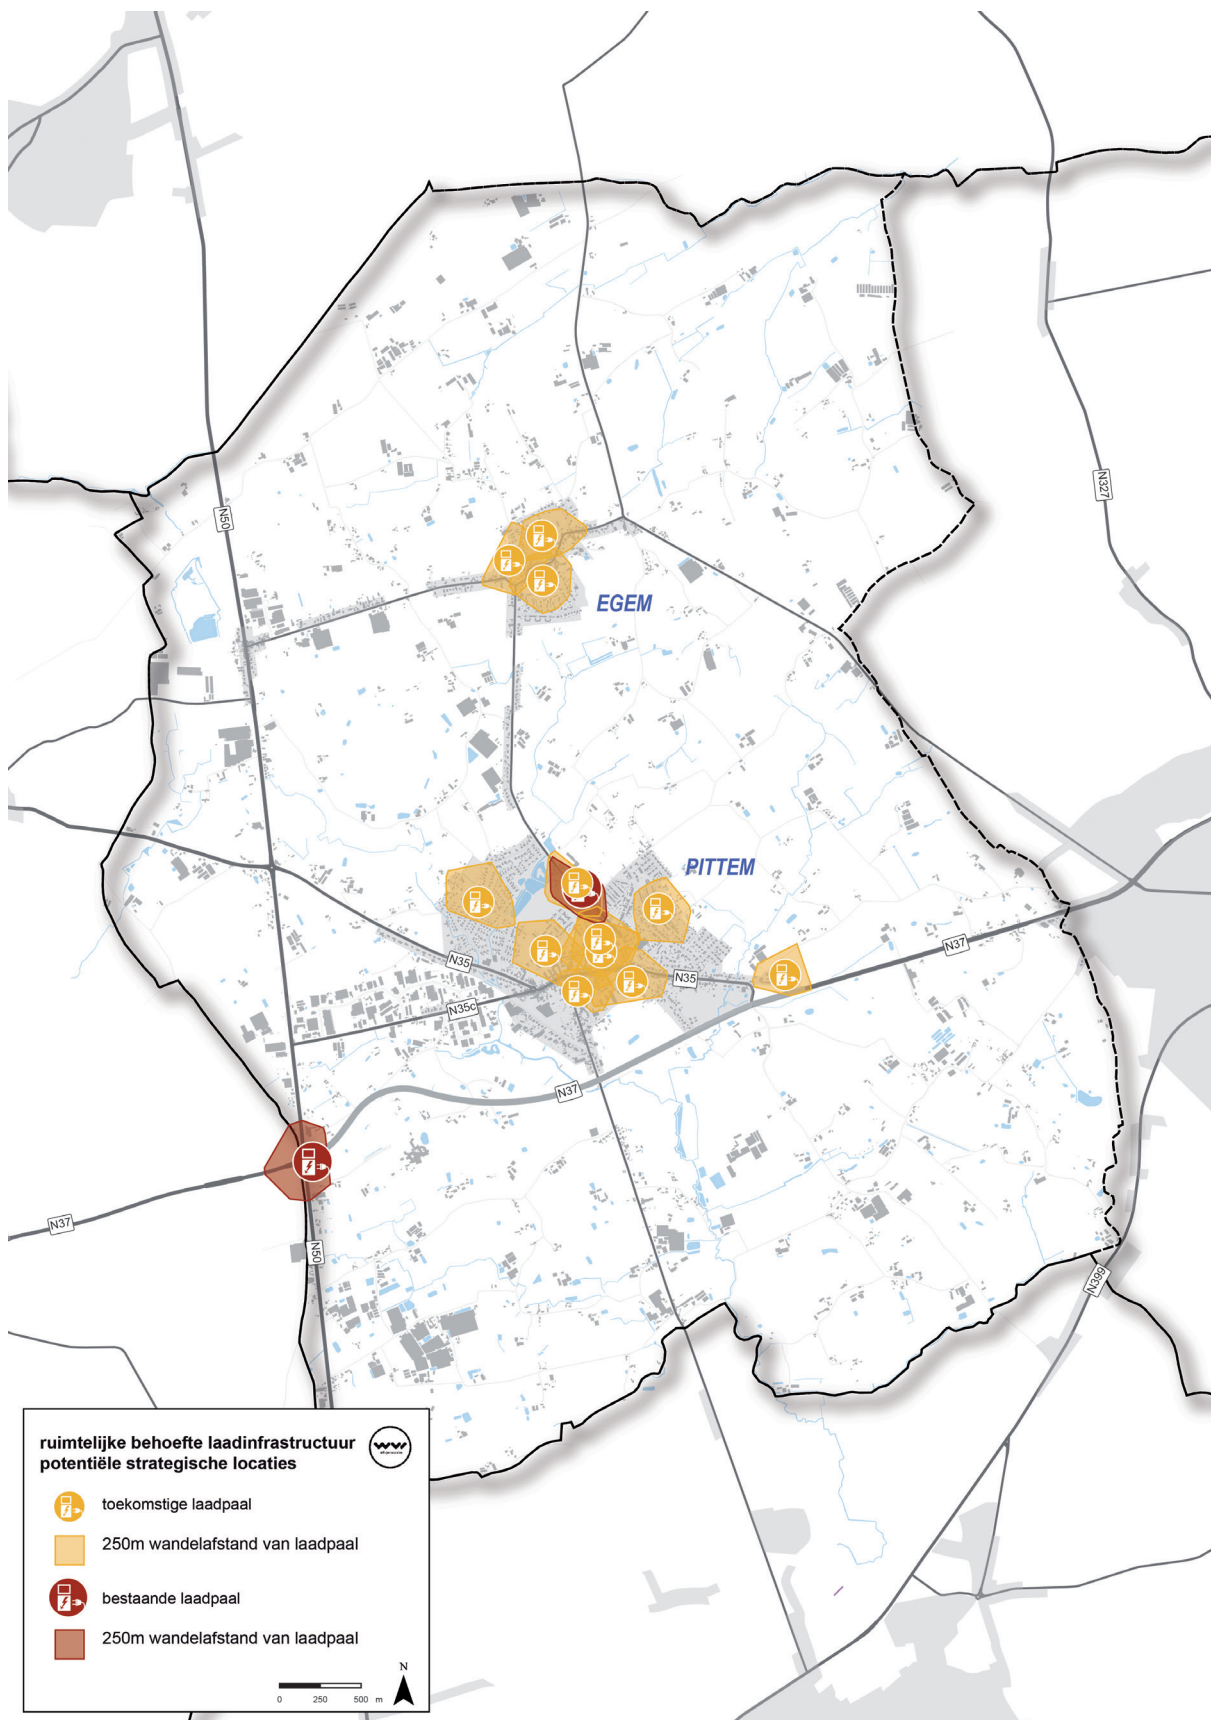 N327
N50
EGEM
PITTEM
N37
N35
N35
N35c
N37
N37
N50
N399
ruimtelijke behoefte laadinfrastructuur
potentiële strategische locaties
toekomstige laadpaal
250m wandelafstand van laadpaal
bestaande laadpaal
250m wandelafstand van laadpaal
N
0 250 500 m